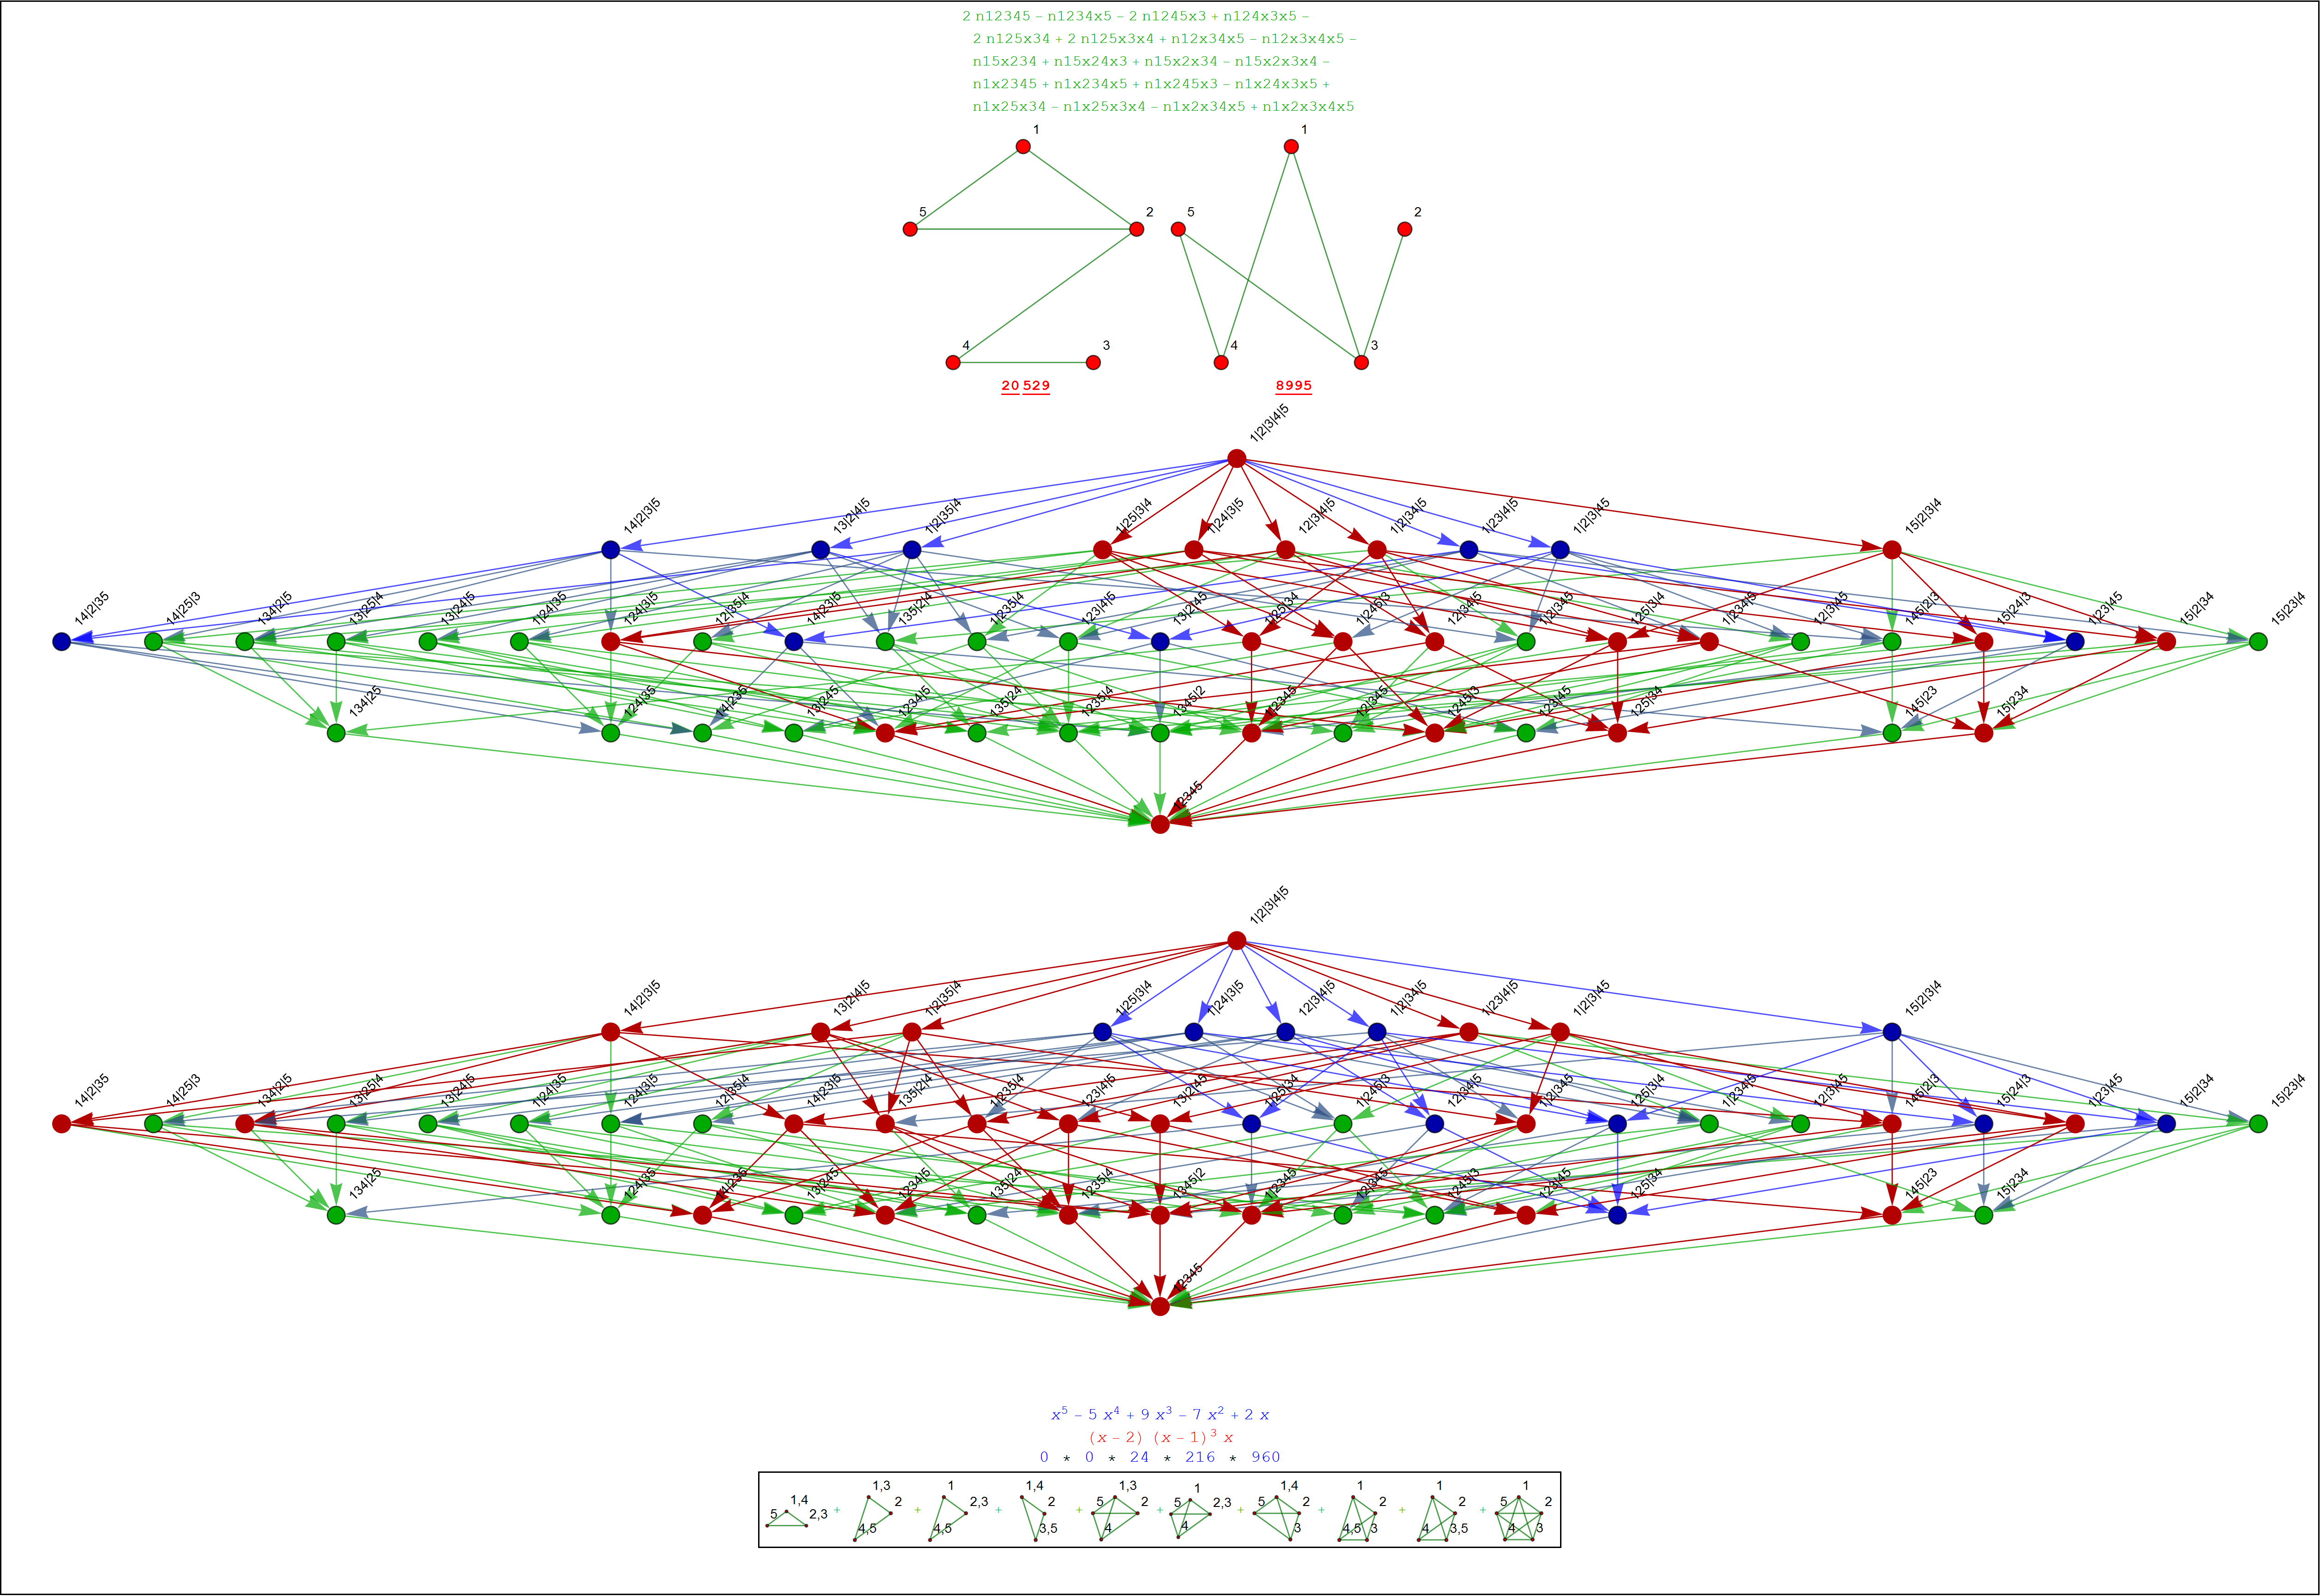 2 n12345 − n1234x5 − 2 n1245x3 + n124x3x5 −
2 n125x34 + 2 n125x3x4 + n12x34x5 − n12x3x4x5 −
n15x234 + n15x24x3 + n15x2x34 − n15x2x3x4 −
n1x2345 + n1x234x5 + n1x245x3 − n1x24x3x5 +
n1x25x34 − n1x25x3x4 − n1x2x34x5 + n1x2x3x4x5
1 1
5 2 5 2
4 3 4 3
20 529 8995
1|2|3|4|5
14|2|3|5 13|2|4|5 1|2|35|4 1|25|3|4 1|24|3|5 12|3|4|5 1|2|34|5 1|23|4|5 1|2|3|45 15|2|3|4
14|2|35 14|25|3 134|2|5 13|25|4 13|24|5 1|24|35 124|3|5 12|35|4 14|23|5 135|2|4 1|235|4 123|4|5 13|2|45 1|25|34 1|245|3 12|34|5 1|2|345 125|3|4 1|234|5 12|3|45 145|2|3 15|24|3 1|23|45 15|2|34 15|23|4
134|25 124|35 14|235 13|245 1234|5 135|24 1235|4 1345|2 1|2345 12|345 1245|3 123|45 125|34 145|23 15|234
12345
1|2|3|4|5
14|2|3|5 13|2|4|5 1|2|35|4 1|25|3|4 1|24|3|5 12|3|4|5 1|2|34|5 1|23|4|5 1|2|3|45 15|2|3|4
14|2|35 14|25|3 134|2|5 13|25|4 13|24|5 1|24|35 124|3|5 12|35|4 14|23|5 135|2|4 1|235|4 123|4|5 13|2|45 1|25|34 1|245|3 12|34|5 1|2|345 125|3|4 1|234|5 12|3|45 145|2|3 15|24|3 1|23|45 15|2|34 15|23|4
134|25 124|35 14|235 13|245 1234|5 135|24 1235|4 1345|2 1|2345 12|345 1245|3 123|45 125|34 145|23 15|234
12345
x⁵ − 5 x⁴ + 9 x³ − 7 x² + 2 x
(x − 2) (x − 1)³ x
0 * 0 * 24 * 216 * 960
5 1,4 2,3 + 1,3 2 4,5 + 1 2,3 4,5 + 1,4 2 3,5 + 1,3 5 2 4 + 1 5 2,3 4 + 1,4 5 2 3 + 1 2 4,5 3 + 1 2 4 3,5 + 1 5 2 4 3